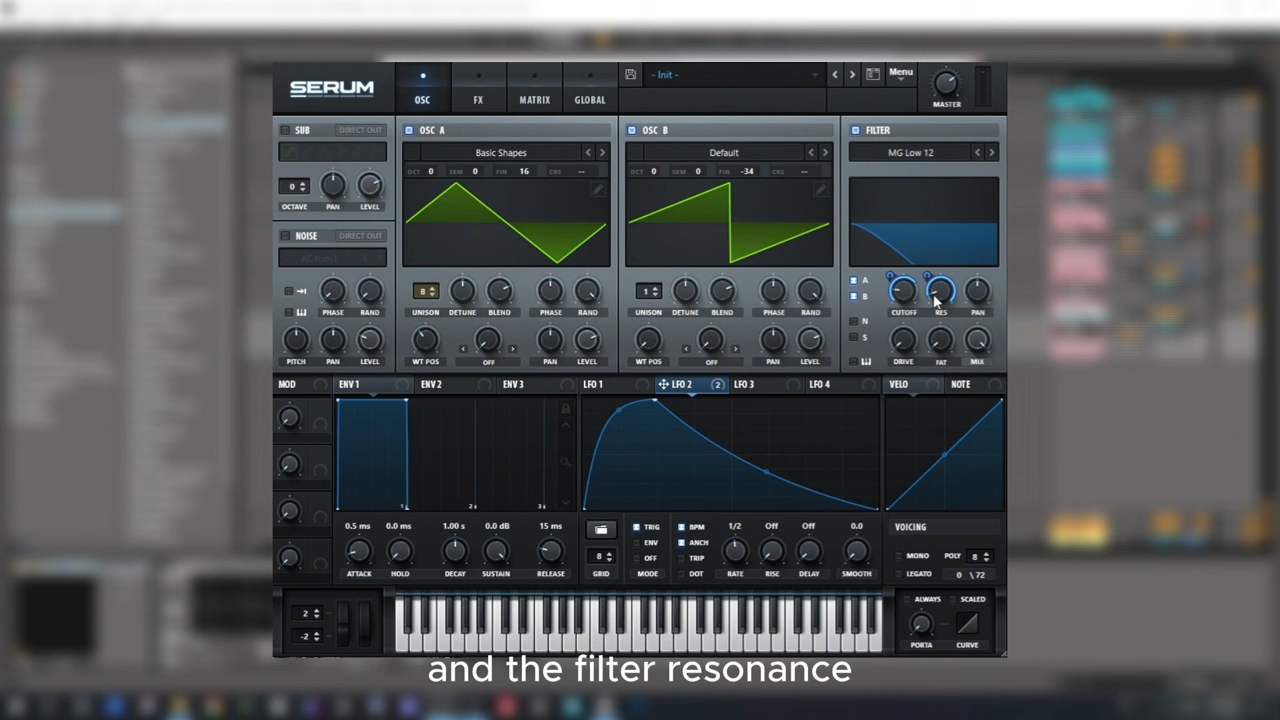 SERUM
OSC
FX
MATRIX
GLOBAL
- Init -
Menu
MASTER
SUB
DIRECT OUT
0
OCTAVE
PAN
LEVEL
NOISE
DIRECT OUT
PHASE
RAND
PITCH
PAN
LEVEL
OSC A
Basic Shapes
OCT 0 SEM 0 FIN 16 CRS --
8
UNISON
DETUNE
BLEND
PHASE
RAND
WT POS
OFF
PAN
LEVEL
OSC B
Default
OCT 0 SEM 0 FIN -34 CRS --
1
UNISON
DETUNE
BLEND
PHASE
RAND
WT POS
OFF
PAN
LEVEL
FILTER
MG Low 12
A
B
N
S
CUTOFF
RES
PAN
DRIVE
FAT
MIX
MOD
ENV 1
ENV 2
ENV 3
LFO 1
LFO 2
2
LFO 3
LFO 4
VELO
NOTE
1
2 s
3 s
0.5 ms
0.0 ms
1.00 s
0.0 dB
15 ms
ATTACK
HOLD
DECAY
SUSTAIN
RELEASE
8
GRID
TRIG
ENV
OFF
MODE
BPM
ANCH
TRIP
DOT
1/2
Off
Off
0.0
RATE
RISE
DELAY
SMOOTH
VOICING
MONO
POLY
8
LEGATO
0 \ 72
ALWAYS
SCALED
PORTA
CURVE
2
-2
and the filter resonance